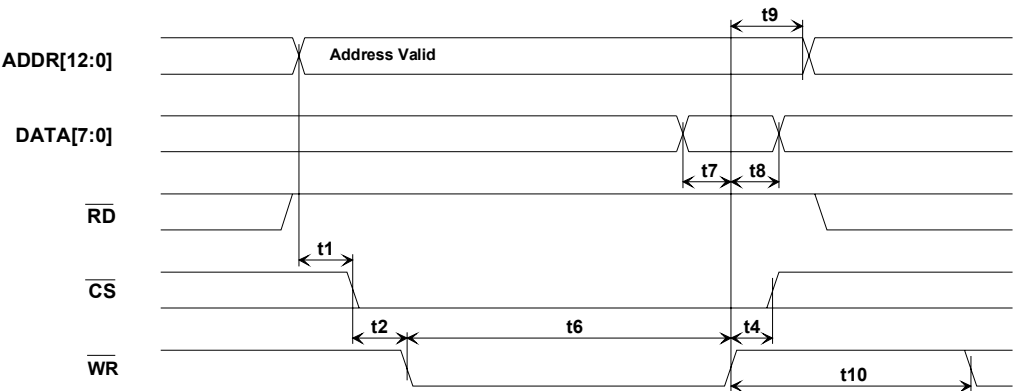 t9
ADDR[12:0]
Address Valid
DATA[7:0]
t7
t8
RD
t1
CS
t2
t6
t4
WR
t10